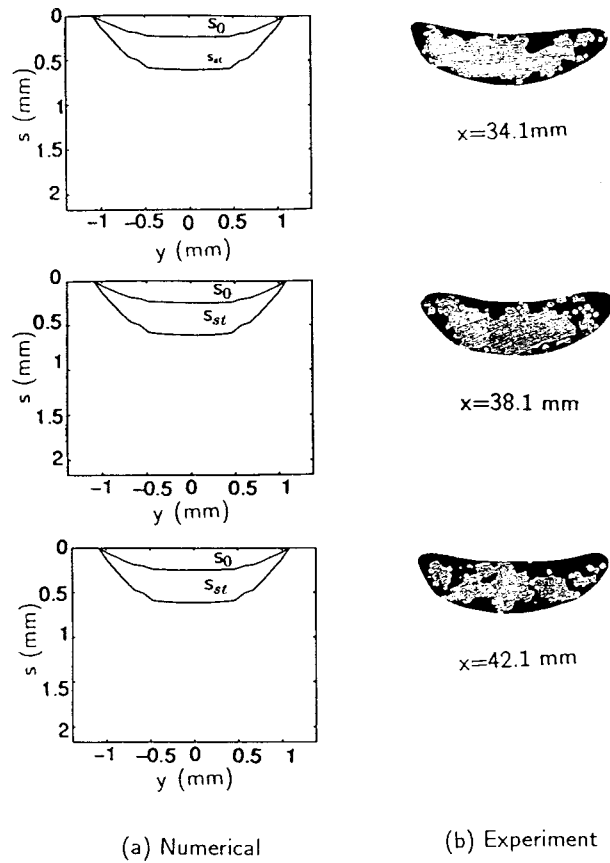 0
0.5
1
1.5
2
s (mm)
S0
Sst
−1 −0.5 0 0.5 1
y (mm)
x=34.1mm
0
0.5
1
1.5
2
s (mm)
S0
Sst
−1 −0.5 0 0.5 1
y (mm)
x=38.1 mm
0
0.5
1
1.5
2
s (mm)
S0
Sst
−1 −0.5 0 0.5 1
y (mm)
x=42.1 mm
(a) Numerical
(b) Experiment